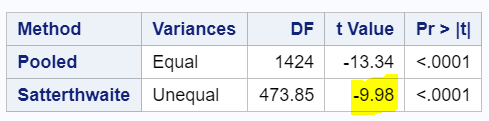 Method Variances DF t Value Pr > |t|
Pooled Equal 1424 -13.34 <.0001
Satterthwaite Unequal 473.85 -9.98 <.0001